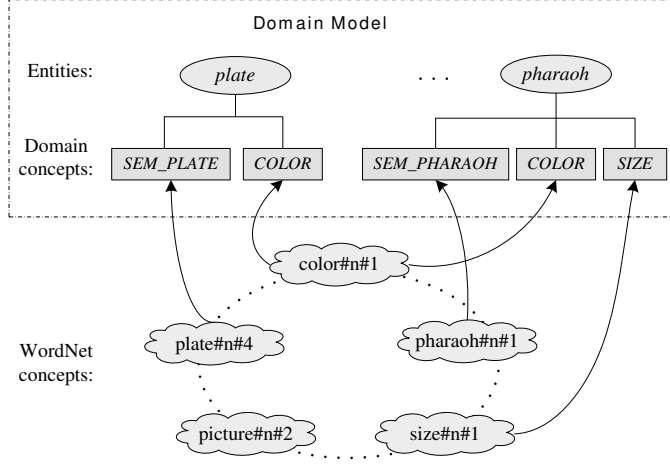 Domain Model
Entities:
plate
. . .
pharaoh
Domain
concepts:
SEM_PLATE
COLOR
SEM_PHARAOH
COLOR
SIZE
color#n#1
plate#n#4
pharaoh#n#1
WordNet
concepts:
picture#n#2
size#n#1